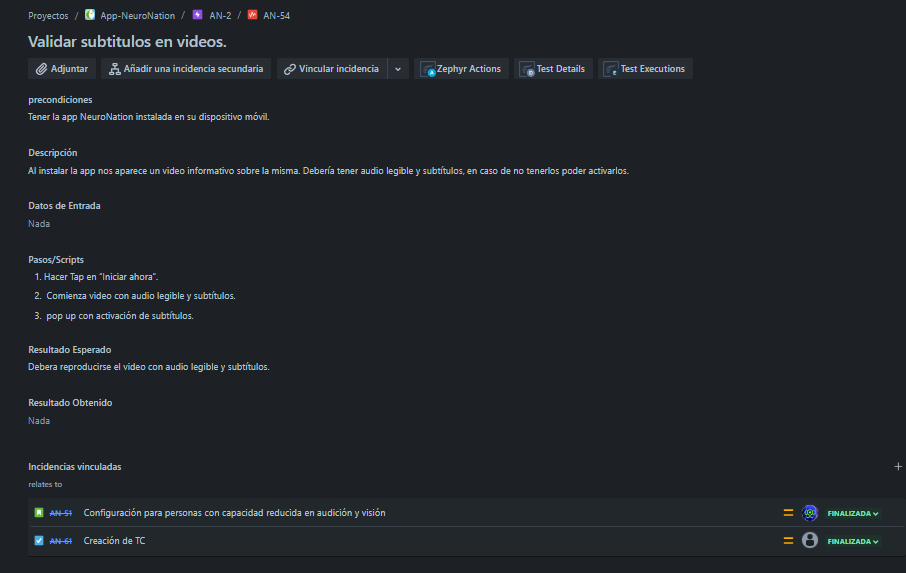 Proyectos / App-NeuroNation / AN-2 / AN-54
Validar subtitulos en videos.
Adjuntar Añadir una incidencia secundaria Vincular incidencia Zephyr Actions Test Details Test Executions
precondiciones
Tener la app NeuroNation instalada en su dispositivo móvil.
Descripción
Al instalar la app nos aparece un video informativo sobre la misma. Debería tener audio legible y subtítulos, en caso de no tenerlos poder activarlos.
Datos de Entrada
Nada
Pasos/Scripts
1. Hacer Tap en "Iniciar ahora".
2. Comienza video con audio legible y subtítulos.
3. pop up con activación de subtítulos.
Resultado Esperado
Debera reproducirse el video con audio legible y subtítulos.
Resultado Obtenido
Nada
Incidencias vinculadas
relates to
AN-51 Configuración para personas con capacidad reducida en audición y visión FINALIZADA
AN-61 Creación de TC FINALIZADA